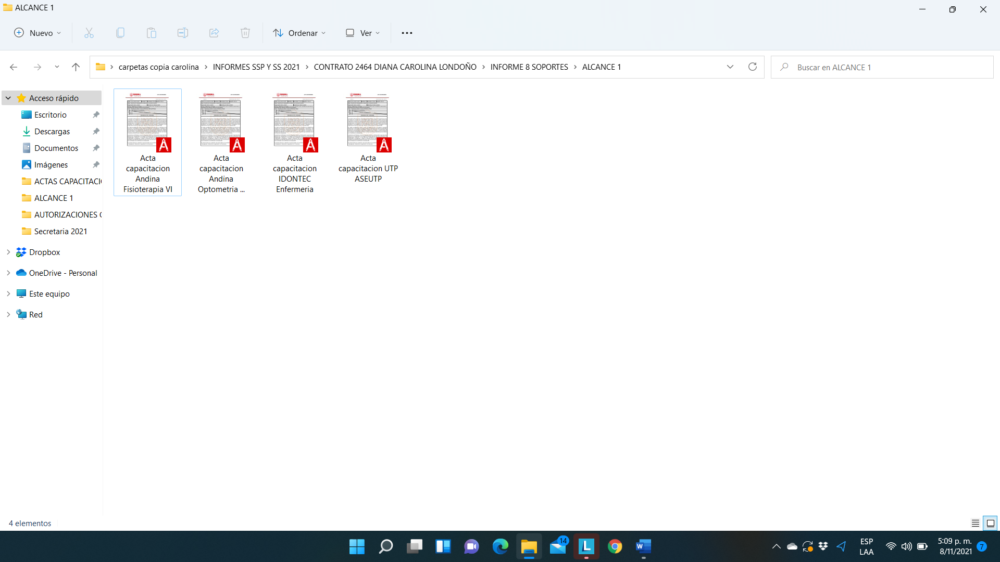 ALCANCE 1
Nuevo
Ordenar
Ver
carpetas copia carolina
INFORMES SSP Y SS 2021
CONTRATO 2464 DIANA CAROLINA LONDOÑO
INFORME 8 SOPORTES
ALCANCE 1
Buscar en ALCANCE 1
Acceso rápido
Escritorio
Descargas
Documentos
Imágenes
ACTAS CAPACITACI
ALCANCE 1
AUTORIZACIONES
Secretaria 2021
Dropbox
OneDrive - Personal
Este equipo
Red
Acta
capacitacion
Andina
Fisioterapia VI
Acta
capacitacion
Andina
Optometria ...
Acta
capacitacion
IDONTEC
Enfermeria
Acta
capacitacion UTP
ASEUTP
4 elementos
14
ESP
LAA
5:09 p. m.
8/11/2021
7